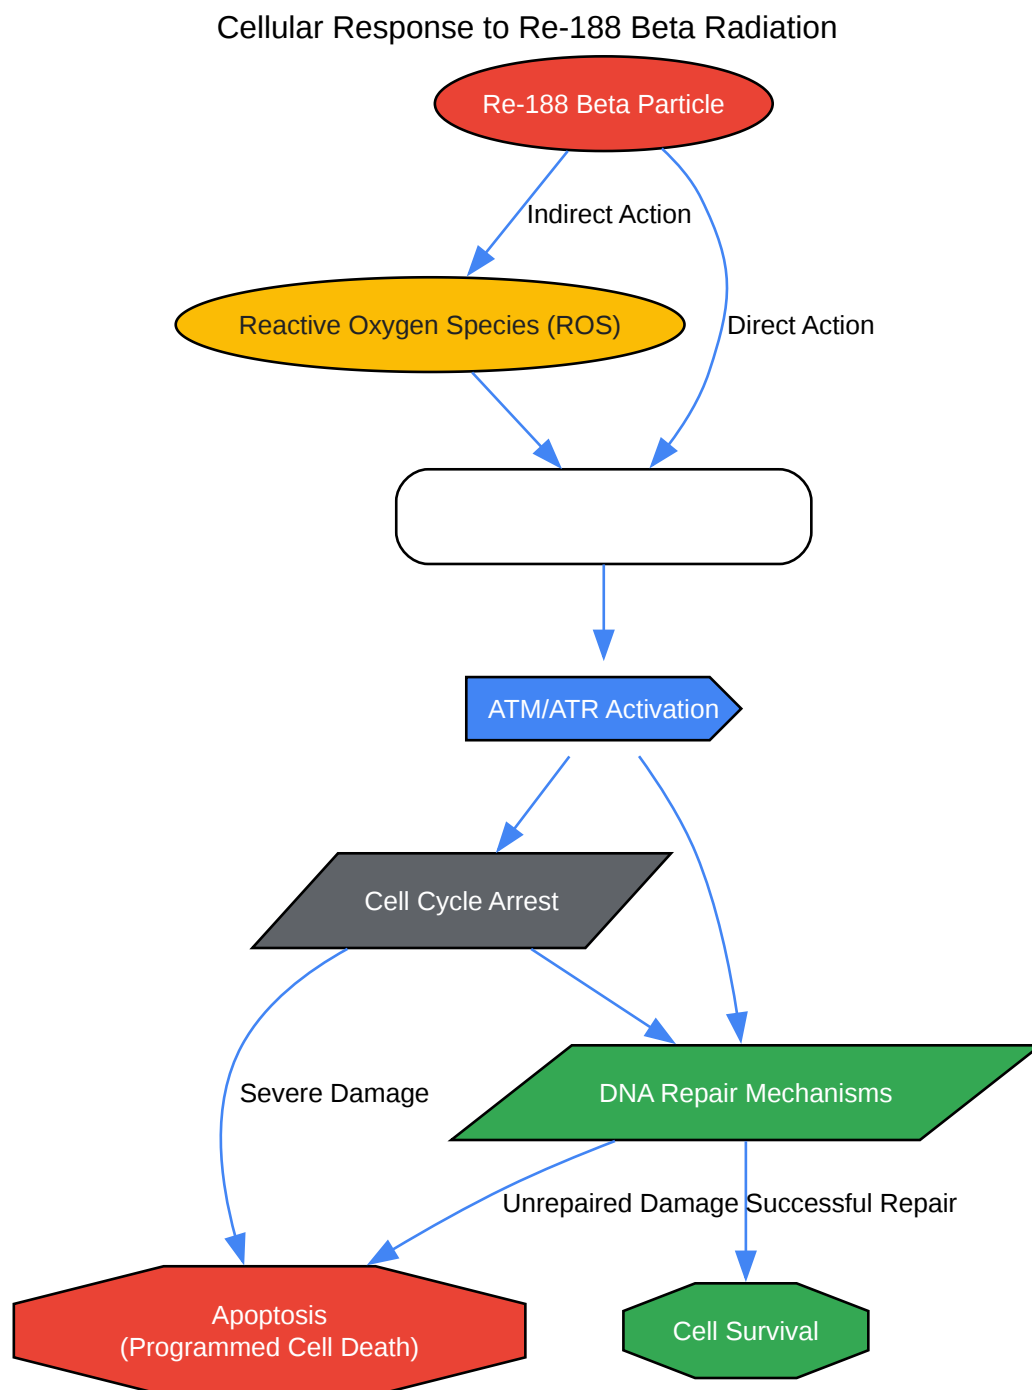 Cellular Response to Re-188 Beta Radiation
Re-188 Beta Particle
Indirect Action
Reactive Oxygen Species (ROS)
Direct Action
ATM/ATR Activation
Cell Cycle Arrest
Severe Damage
DNA Repair Mechanisms
Unrepaired Damage
Successful Repair
Apoptosis
(Programmed Cell Death)
Cell Survival